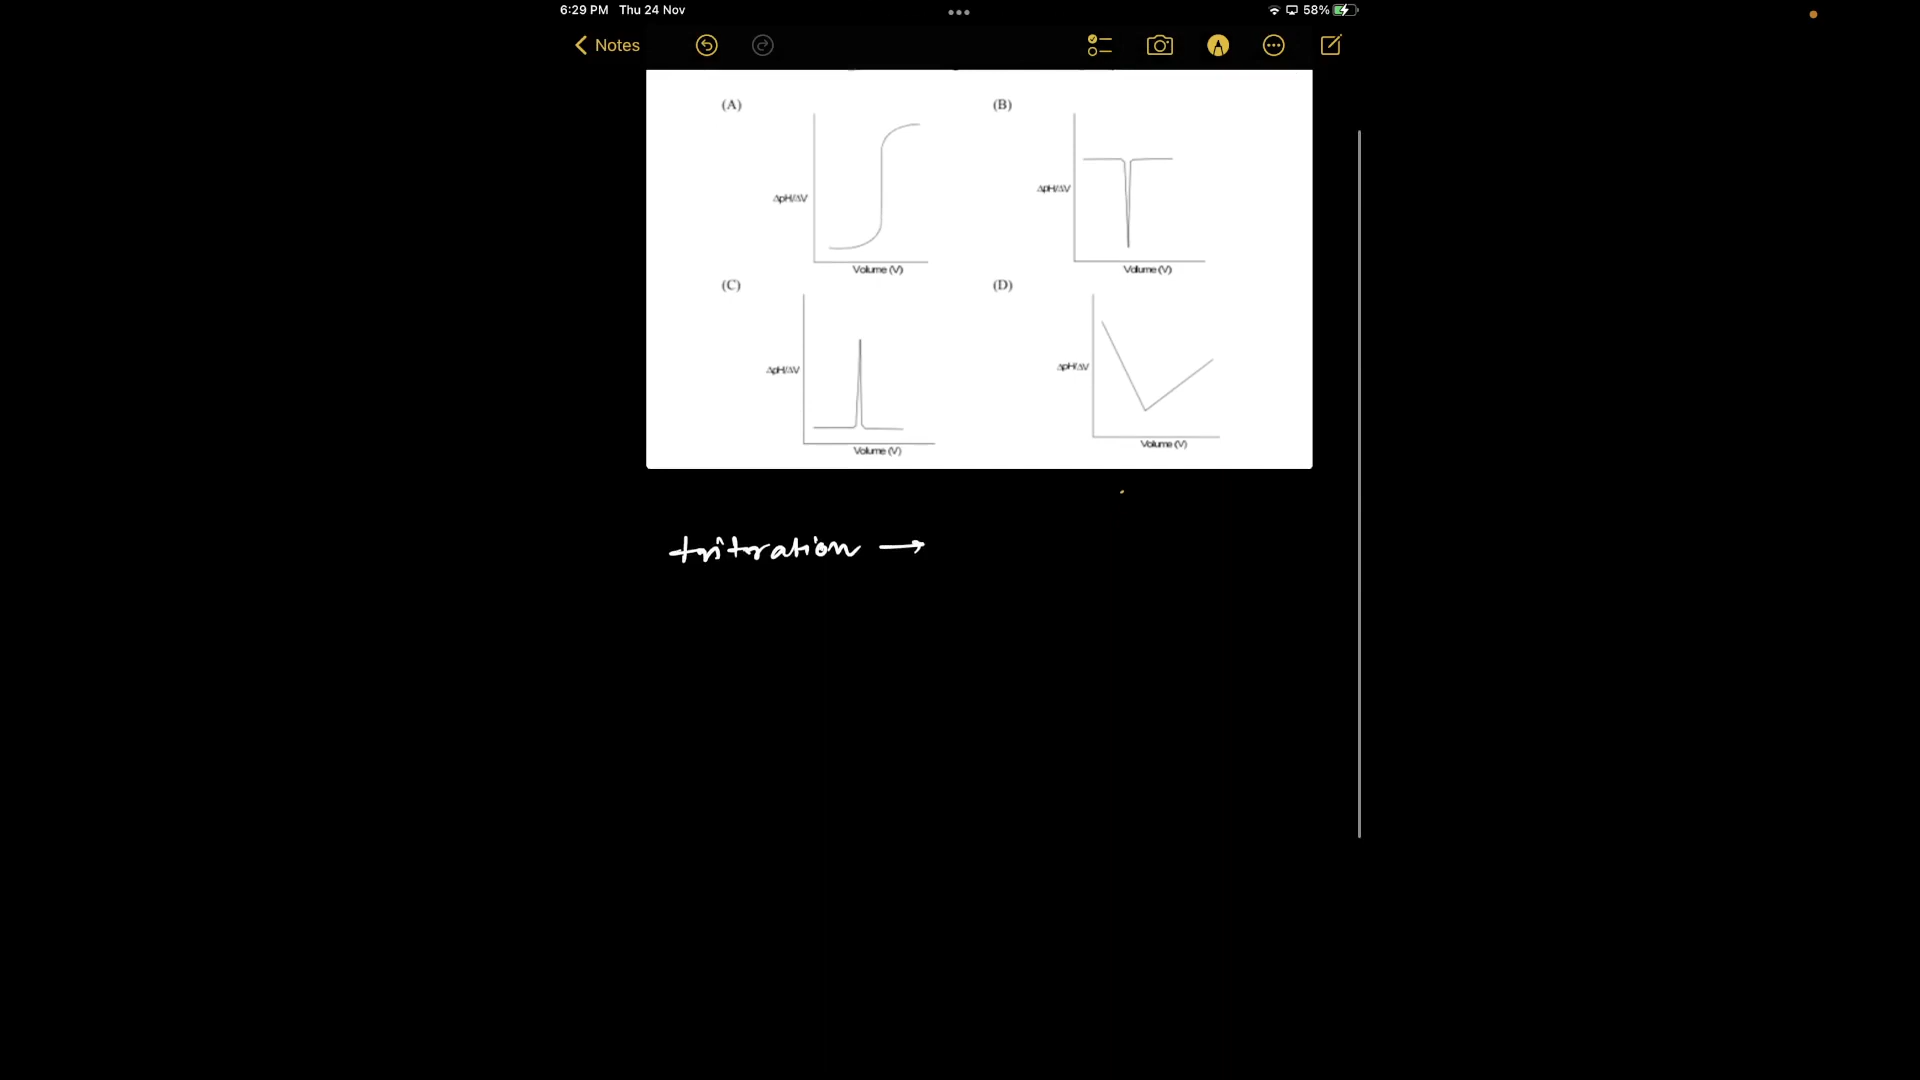 6:29 PM Thu 24 Nov
58%
Notes
(A)
(B)
ΔpH/ΔV
Volume (V)
ΔpH/ΔV
Volume (V)
(C)
(D)
ΔpH/ΔV
Volume (V)
ΔpH/ΔV
Volume (V)
→